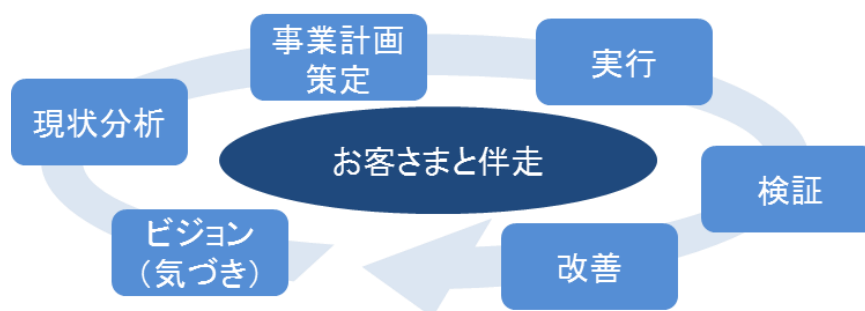 事業計画
策定
実行
現状分析
お客さまと伴走
検証
ビジョン
（気づき）
改善